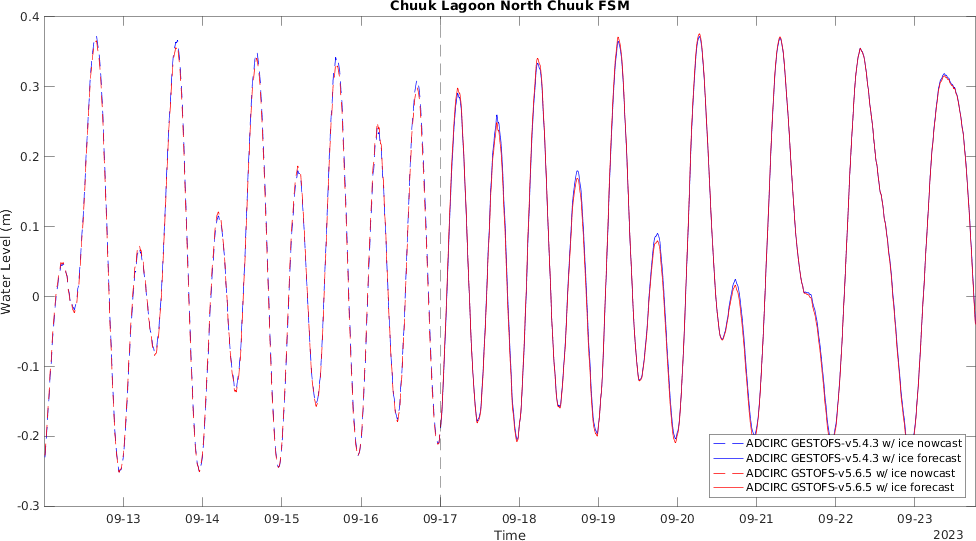 Chuuk Lagoon North Chuuk FSM
0.4
0.3
0.2
0.1
0
-0.1
-0.2
-0.3
Water Level (m)
ADCIRC GESTOFS-v5.4.3 w/ ice nowcast
ADCIRC GESTOFS-v5.4.3 w/ ice forecast
ADCIRC GSTOFS-v5.6.5 w/ ice nowcast
ADCIRC GSTOFS-v5.6.5 w/ ice forecast
09-13 09-14 09-15 09-16 09-17 09-18 09-19 09-20 09-21 09-22 09-23
Time
2023